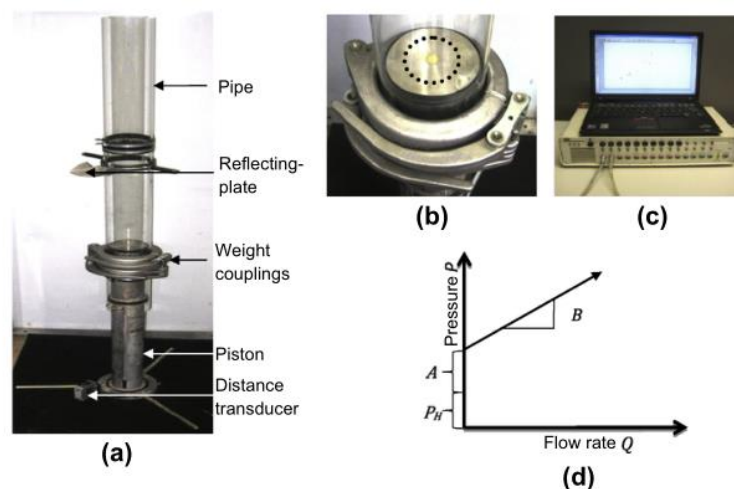 Pipe
Reflecting-
plate
Weight
couplings
Piston
Distance
transducer
(a)
(b)
(c)
Pressure P
B
A
P_H
Flow rate Q
(d)